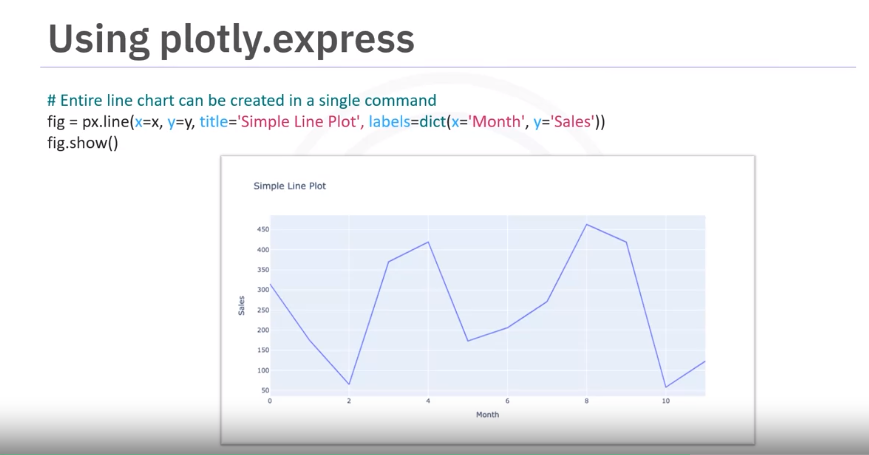 Using plotly.express
# Entire line chart can be created in a single command
fig = px.line(x=x, y=y, title='Simple Line Plot', labels=dict(x='Month', y='Sales'))
fig.show()
Simple Line Plot
450
400
350
300
250
200
150
100
50
Sales
0 2 4 6 8 10
Month